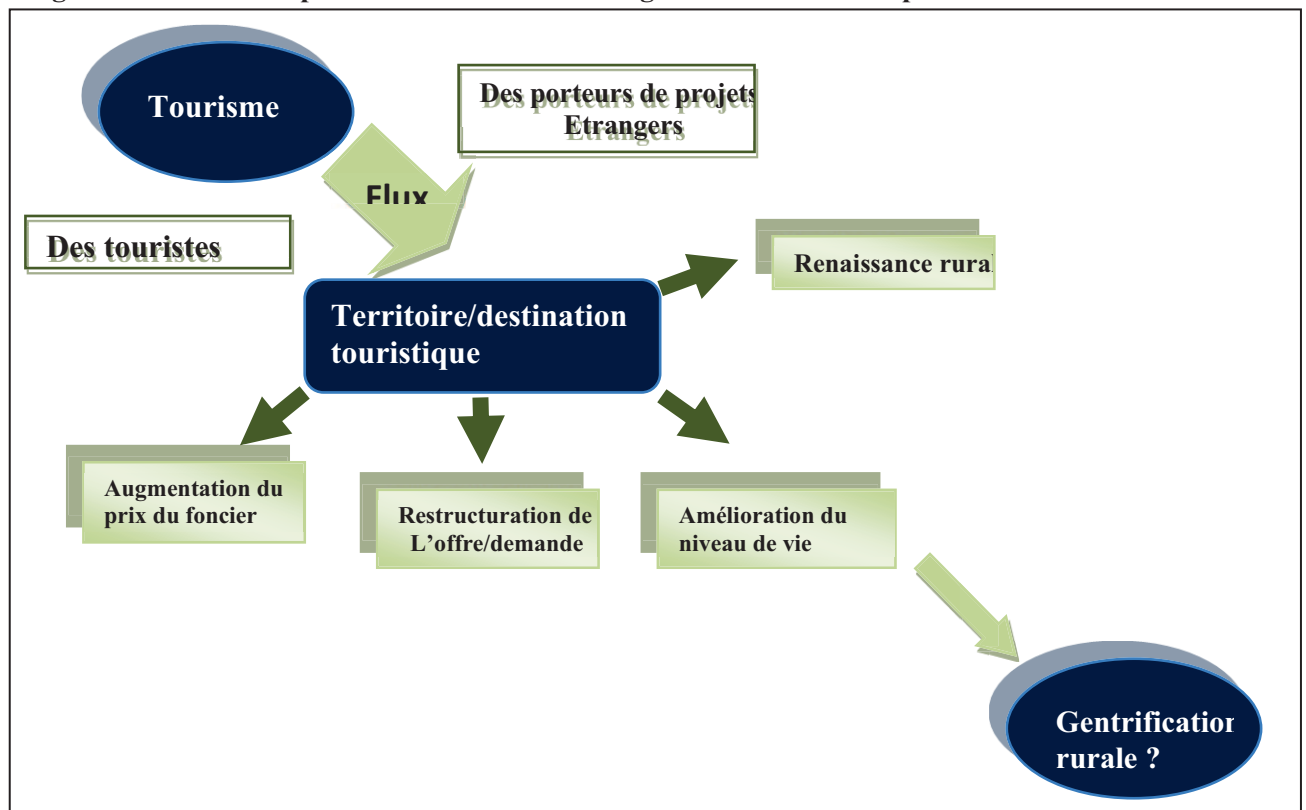 Tourisme
Des porteurs de projets
Etrangers
Flux
Des touristes
Renaissance rural
Territoire/destination
touristique
Augmentation du
prix du foncier
Restructuration de
L'offre/demande
Amélioration du
niveau de vie
Gentrification
rurale ?